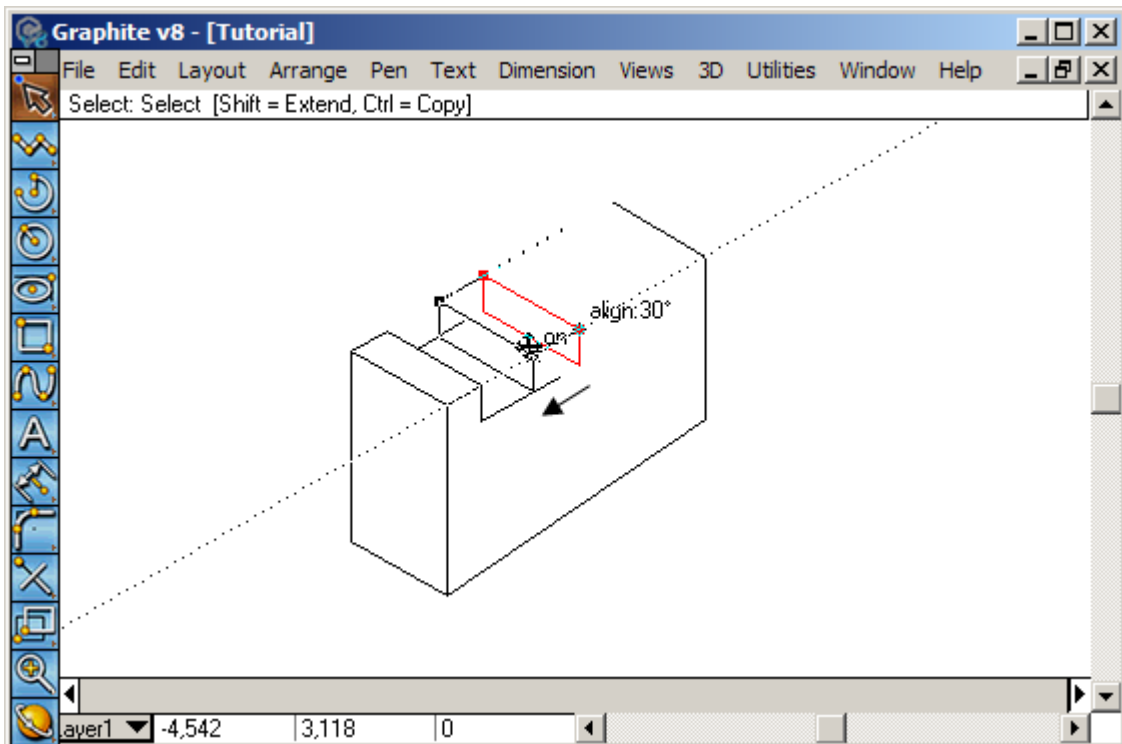 Graphite v8 - [Tutorial]
File Edit Layout Arrange Pen Text Dimension Views 3D Utilities Window Help
Select: Select [Shift = Extend, Ctrl = Copy]
align:30°
on
ayer1 -4,542 3,118 0